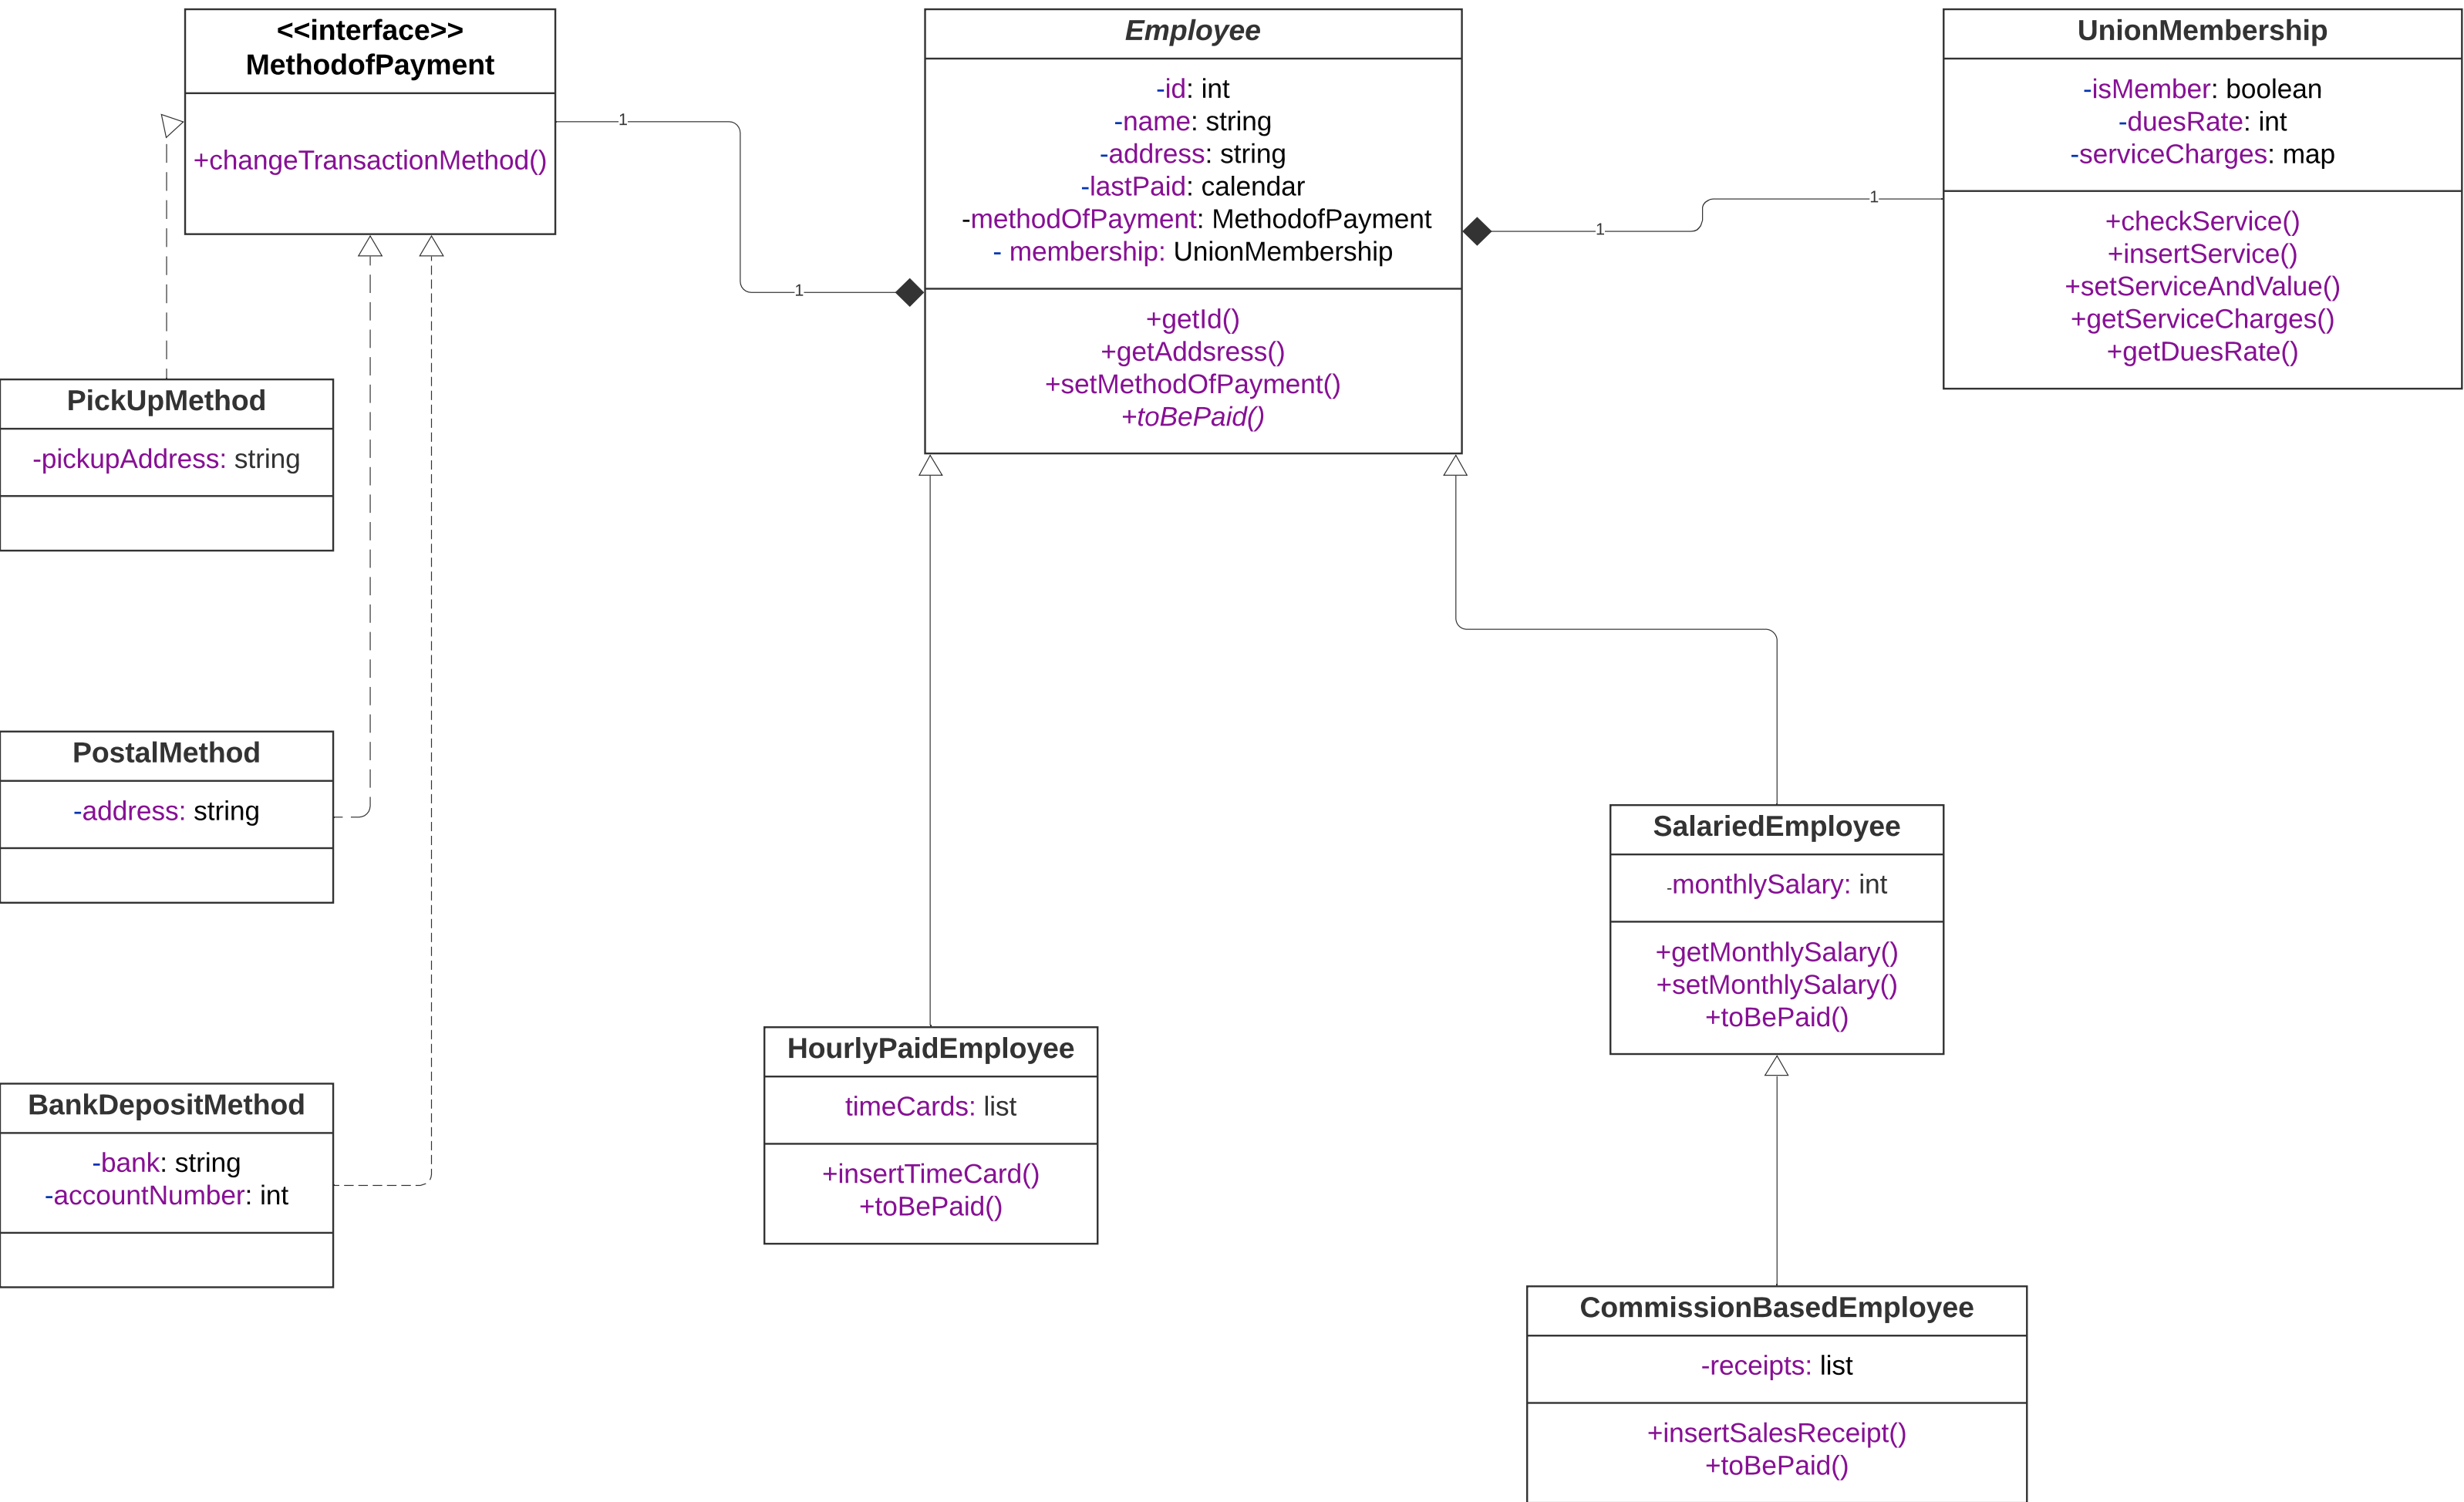 <<interface>>
MethodofPayment
+changeTransactionMethod()
1
1
Employee
-id: int
-name: string
-address: string
-lastPaid: calendar
-methodOfPayment: MethodofPayment
- membership: UnionMembership
+getId()
+getAddsress()
+setMethodOfPayment()
+toBePaid()
1
1
UnionMembership
-isMember: boolean
-duesRate: int
-serviceCharges: map
+checkService()
+insertService()
+setServiceAndValue()
+getServiceCharges()
+getDuesRate()
PickUpMethod
-pickupAddress: string
PostalMethod
-address: string
BankDepositMethod
-bank: string
-accountNumber: int
HourlyPaidEmployee
timeCards: list
+insertTimeCard()
+toBePaid()
SalariedEmployee
-monthlySalary: int
+getMonthlySalary()
+setMonthlySalary()
+toBePaid()
CommissionBasedEmployee
-receipts: list
+insertSalesReceipt()
+toBePaid()